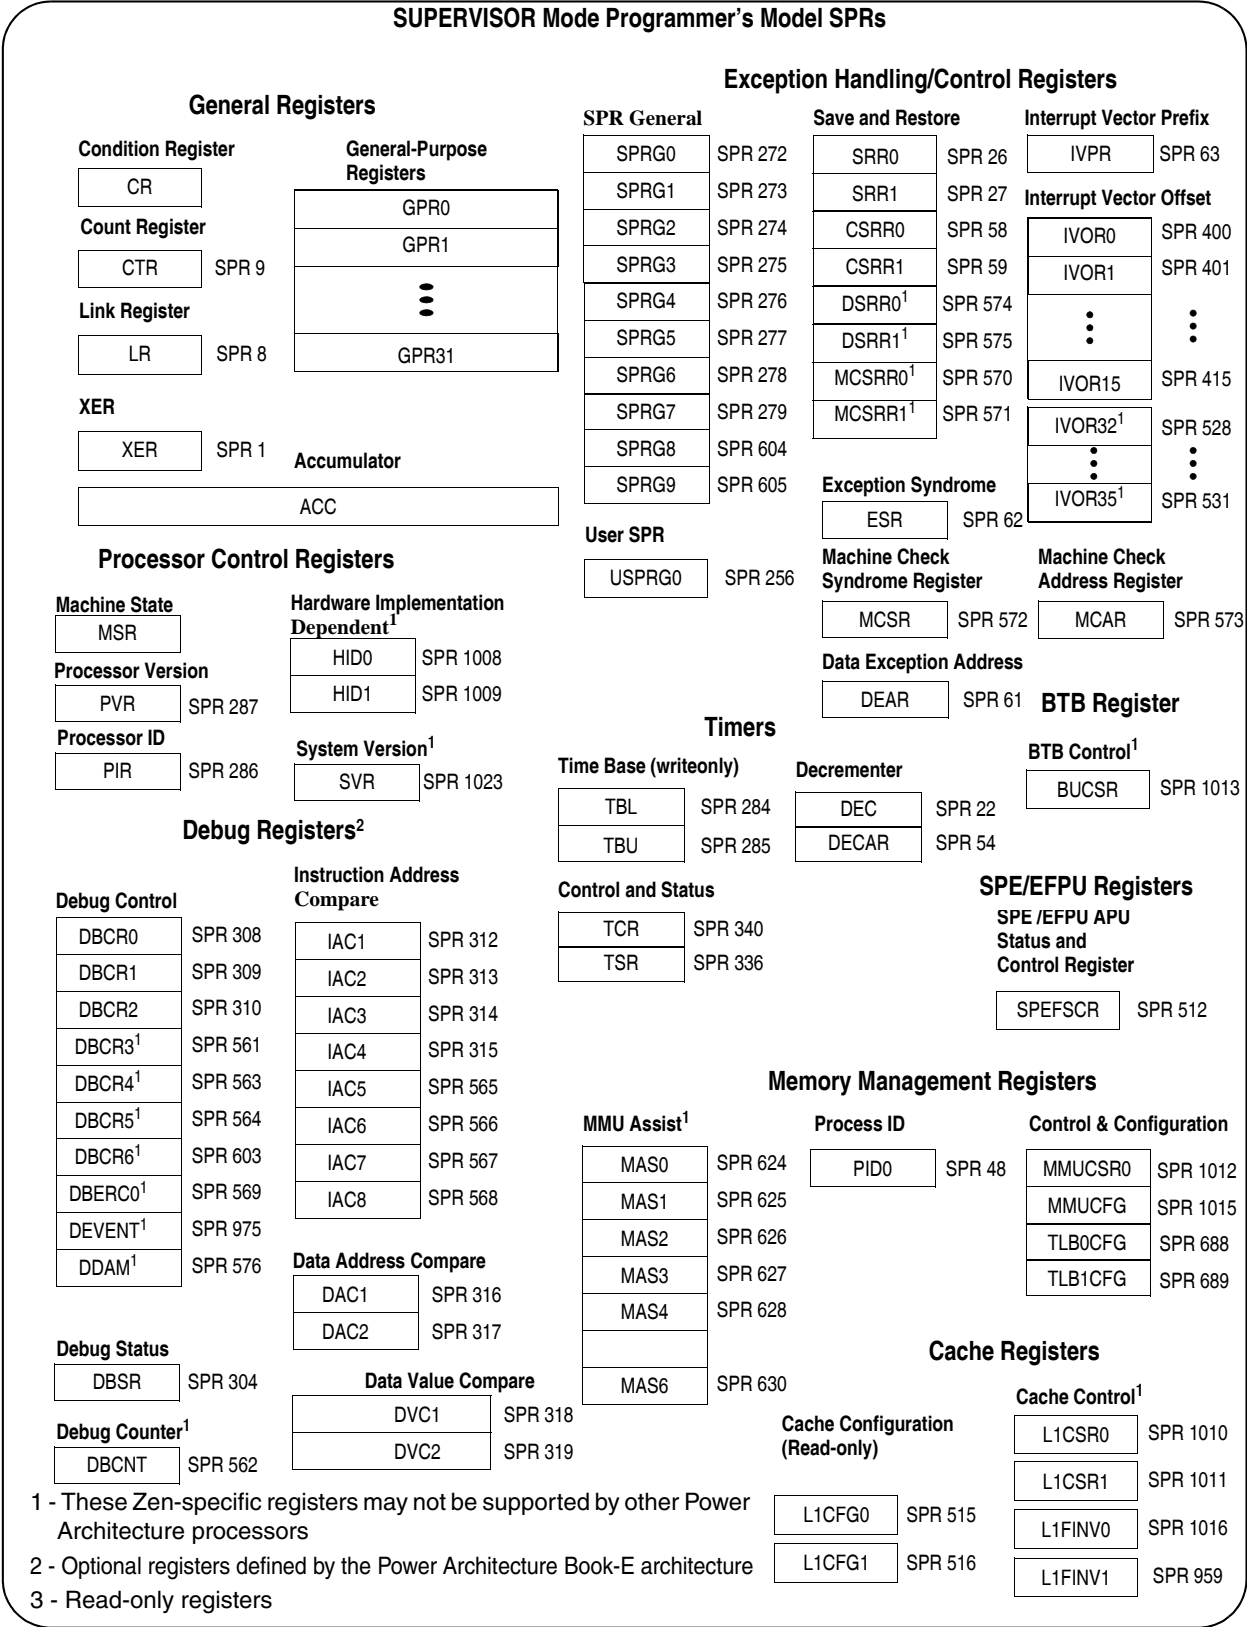 SUPERVISOR Mode Programmer's Model SPRs
General Registers
Condition Register
CR
Count Register
CTR SPR 9
Link Register
LR SPR 8
XER
XER SPR 1
General-Purpose
Registers
GPR0
GPR1
GPR31
Accumulator
ACC
Exception Handling/Control Registers
SPR General
SPRG0 SPR 272
SPRG1 SPR 273
SPRG2 SPR 274
SPRG3 SPR 275
SPRG4 SPR 276
SPRG5 SPR 277
SPRG6 SPR 278
SPRG7 SPR 279
SPRG8 SPR 604
SPRG9 SPR 605
User SPR
USPRG0 SPR 256
Save and Restore
SRR0 SPR 26
SRR1 SPR 27
CSRR0 SPR 58
CSRR1 SPR 59
DSRR0¹ SPR 574
DSRR1¹ SPR 575
MCSRR0¹ SPR 570
MCSRR1¹ SPR 571
Exception Syndrome
ESR SPR 62
Machine Check
Syndrome Register
MCSR SPR 572
Data Exception Address
DEAR SPR 61
Interrupt Vector Prefix
IVPR SPR 63
Interrupt Vector Offset
IVOR0 SPR 400
IVOR1 SPR 401
IVOR15 SPR 415
IVOR32¹ SPR 528
IVOR35¹ SPR 531
Machine Check
Address Register
MCAR SPR 573
Processor Control Registers
Machine State
MSR
Processor Version
PVR SPR 287
Processor ID
PIR SPR 286
Hardware Implementation
Dependent¹
HID0 SPR 1008
HID1 SPR 1009
System Version¹
SVR SPR 1023
Timers
Time Base (writeonly)
TBL SPR 284
TBU SPR 285
Decrementer
DEC SPR 22
DECAR SPR 54
Control and Status
TCR SPR 340
TSR SPR 336
BTB Register
BTB Control¹
BUCSR SPR 1013
SPE/EFPU Registers
SPE /EFPU APU
Status and
Control Register
SPEFSCR SPR 512
Debug Registers²
Debug Control
DBCR0 SPR 308
DBCR1 SPR 309
DBCR2 SPR 310
DBCR3¹ SPR 561
DBCR4¹ SPR 563
DBCR5¹ SPR 564
DBCR6¹ SPR 603
DBERC0¹ SPR 569
DEVENT¹ SPR 975
DDAM¹ SPR 576
Debug Status
DBSR SPR 304
Debug Counter¹
DBCNT SPR 562
Instruction Address
Compare
IAC1 SPR 312
IAC2 SPR 313
IAC3 SPR 314
IAC4 SPR 315
IAC5 SPR 565
IAC6 SPR 566
IAC7 SPR 567
IAC8 SPR 568
Data Address Compare
DAC1 SPR 316
DAC2 SPR 317
Data Value Compare
DVC1 SPR 318
DVC2 SPR 319
Memory Management Registers
MMU Assist¹
MAS0 SPR 624
MAS1 SPR 625
MAS2 SPR 626
MAS3 SPR 627
MAS4 SPR 628
MAS6 SPR 630
Process ID
PID0 SPR 48
Control & Configuration
MMUCSR0 SPR 1012
MMUCFG SPR 1015
TLB0CFG SPR 688
TLB1CFG SPR 689
Cache Registers
Cache Configuration
(Read-only)
L1CFG0 SPR 515
L1CFG1 SPR 516
Cache Control¹
L1CSR0 SPR 1010
L1CSR1 SPR 1011
L1FINV0 SPR 1016
L1FINV1 SPR 959
1 - These Zen-specific registers may not be supported by other Power
Architecture processors
2 - Optional registers defined by the Power Architecture Book-E architecture
3 - Read-only registers